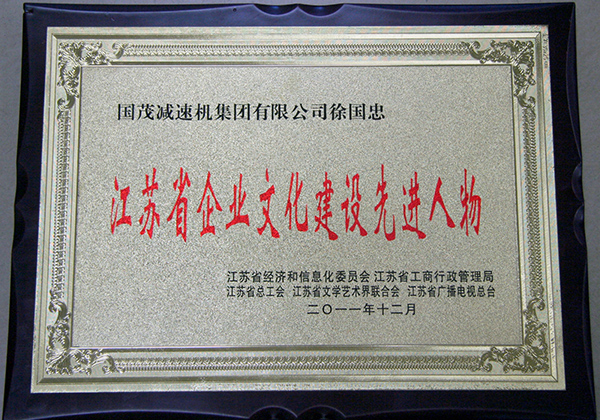 国茂减速机集团有限公司徐国忠
江苏省企业文化建设先进人物
江苏省经济和信息化委员会 江苏省工商行政管理局
江苏省总工会 江苏省文学艺术界联合会 江苏省广播电视总台
二〇一一年十二月